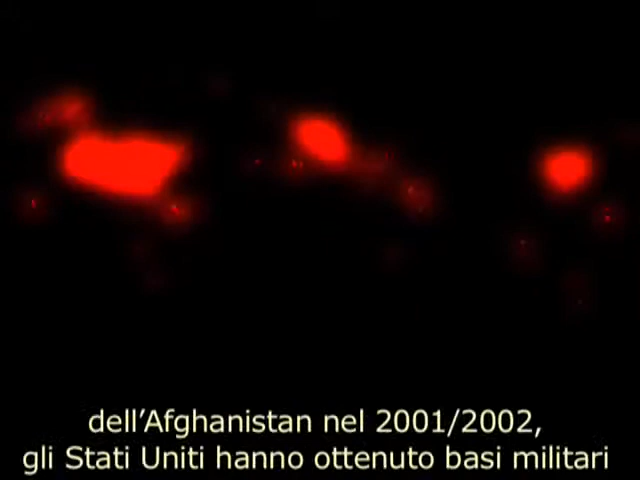 dell’Afghanistan nel 2001/2002,
gli Stati Uniti hanno ottenuto basi militari